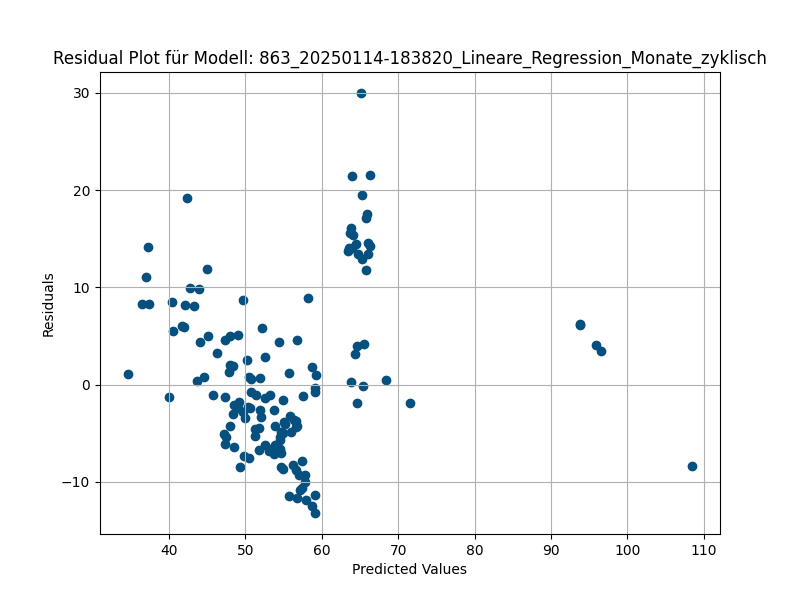 Residual Plot für Modell: 863_20250114-183820_Lineare_Regression_Monate_zyklisch
30
20
10
0
−10
Residuals
40 50 60 70 80 90 100 110
Predicted Values